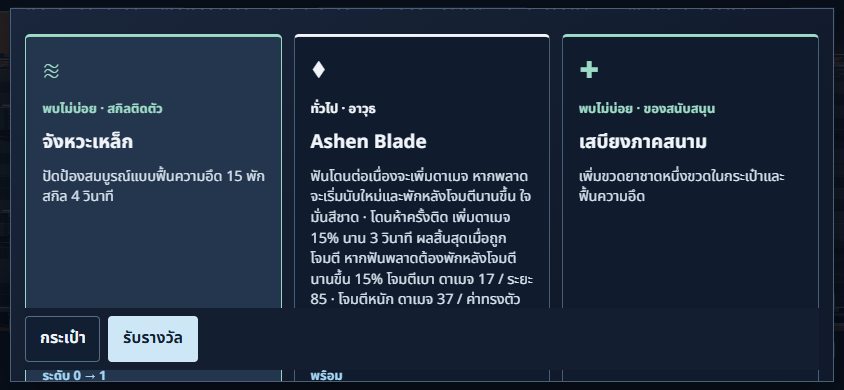 พบไม่บ่อย · สกิลติดตัว
จังหวะเหล็ก
ปัดป้องสมบูรณ์แบบฟื้นความอึด 15 พัก
สกิล 4 วินาที
ทั่วไป · อาวุธ
Ashen Blade
ฟันโดนต่อเนื่องจะเพิ่มดาเมจ หากพลาด
จะเริ่มนับใหม่และพักหลังโจมตีนานขึ้น ใจ
มั่นสีชาด · โดนห้าครั้งติด เพิ่มดาเมจ
15% นาน 3 วินาที ผลสิ้นสุดเมื่อถูก
โจมตี หากฟันพลาดต้องพักหลังโจมตี
นานขึ้น 15% โจมตีเบา ดาเมจ 17 / ระยะ
85 · โจมตีหนัก ดาเมจ 37 / ค่าทรงตัว
พบไม่บ่อย · ของสนับสนุน
เสบียงภาคสนาม
เพิ่มขวดยาชาดหนึ่งขวดในกระเป๋าและ
ฟื้นความอึด
กระเป๋า
รับรางวัล
ระดับ 0 → 1
พร้อม